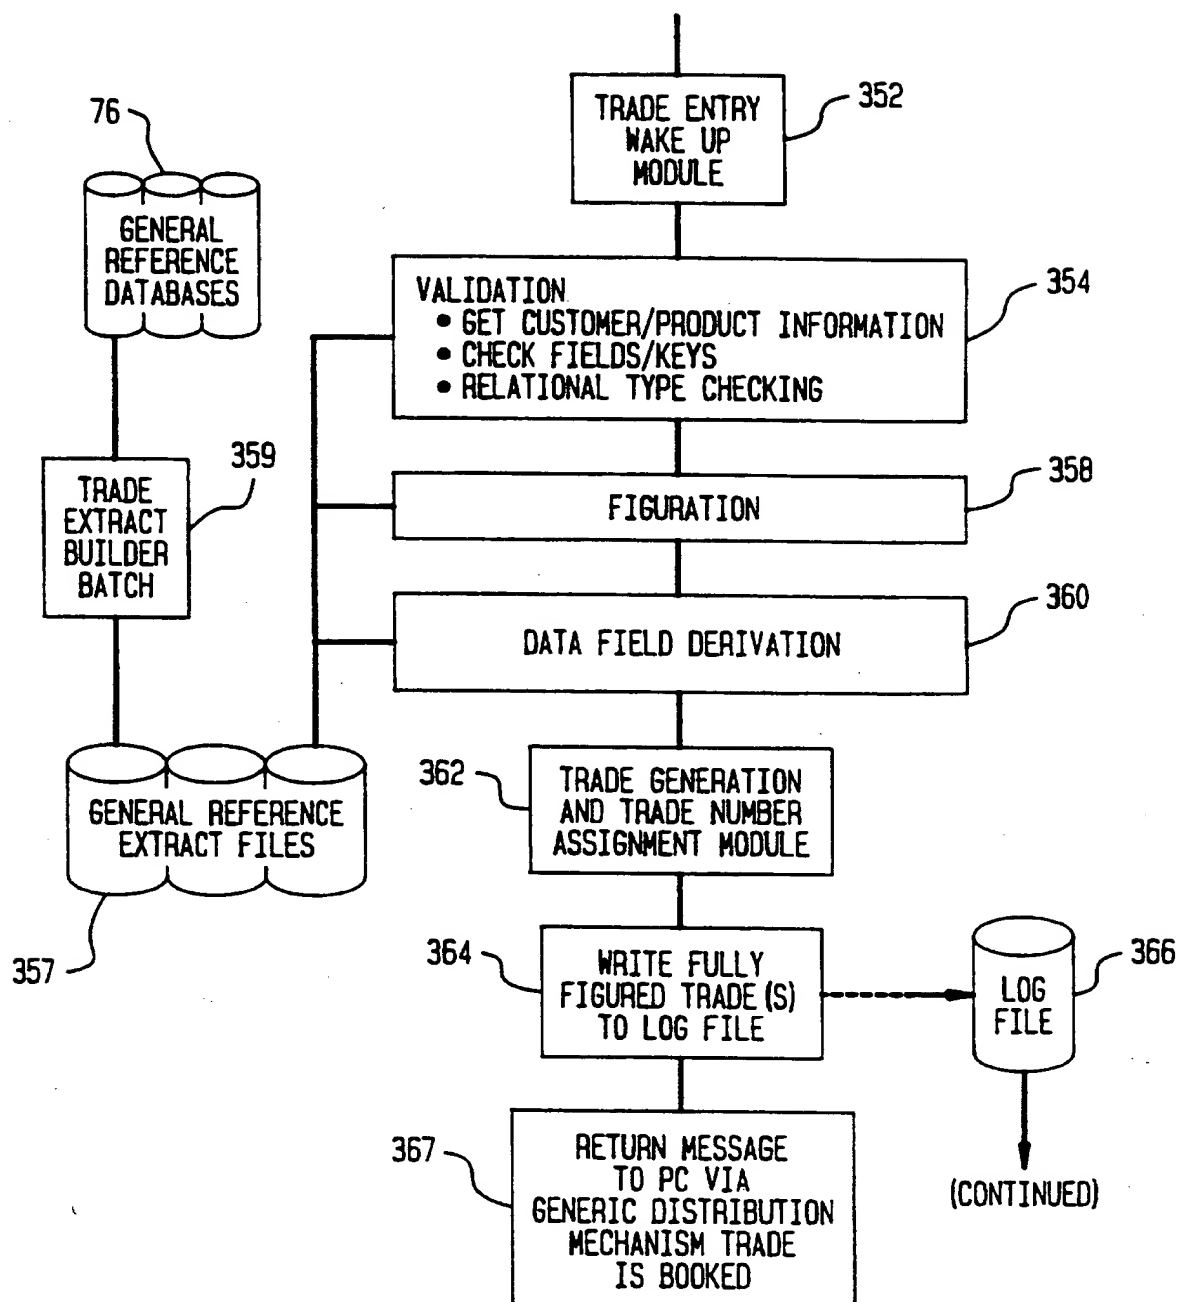 352
TRADE ENTRY
WAKE UP
MODULE
76
GENERAL
REFERENCE
DATABASES
354
VALIDATION
• GET CUSTOMER/PRODUCT INFORMATION
• CHECK FIELDS/KEYS
• RELATIONAL TYPE CHECKING
359
TRADE
EXTRACT
BUILDER
BATCH
358
FIGURATION
360
DATA FIELD DERIVATION
362
TRADE GENERATION
AND TRADE NUMBER
ASSIGNMENT MODULE
GENERAL REFERENCE
EXTRACT FILES
357
364
WRITE FULLY
FIGURED TRADE(S)
TO LOG FILE
366
LOG
FILE
367
RETURN MESSAGE
TO PC VIA
GENERIC DISTRIBUTION
MECHANISM TRADE
IS BOOKED
(CONTINUED)